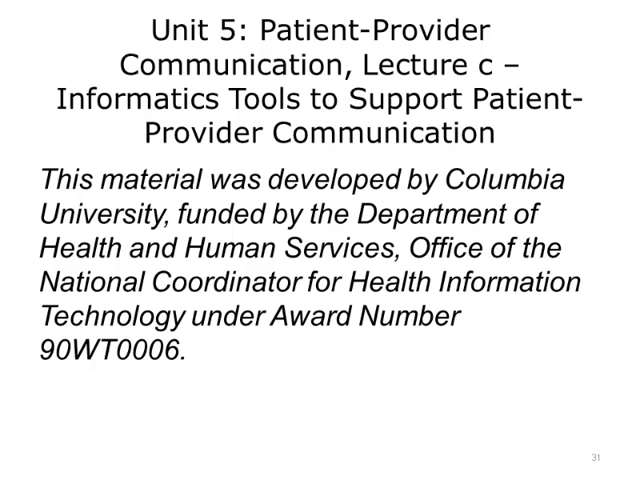 Unit 5: Patient-Provider
Communication, Lecture c –
Informatics Tools to Support Patient-
Provider Communication
This material was developed by Columbia
University, funded by the Department of
Health and Human Services, Office of the
National Coordinator for Health Information
Technology under Award Number
90WT0006.
31